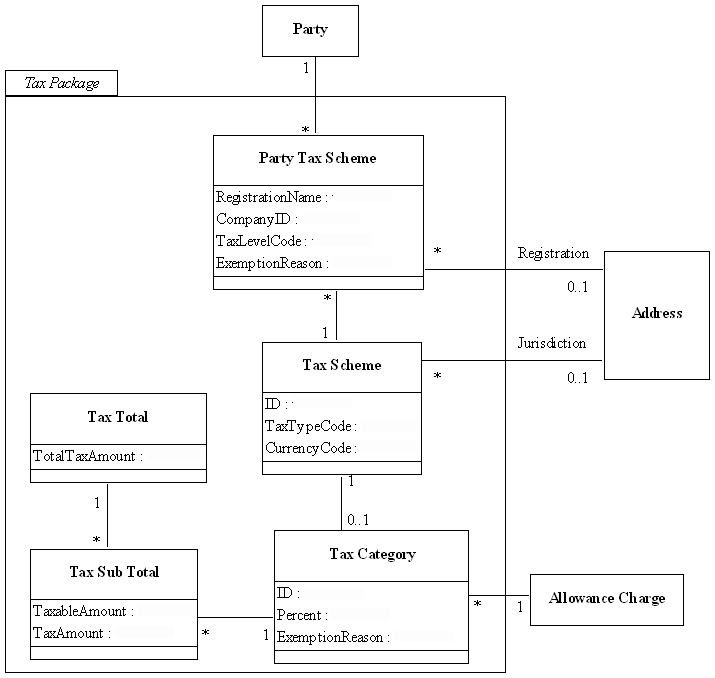 Party
1
Tax Package
*
Party Tax Scheme
RegistrationName :
CompanyID :
TaxLevelCode :
ExemptionReason :
*
Registration
0..1
Address
*
1
Tax Scheme
ID :
TaxTypeCode :
CurrencyCode :
Jurisdiction
*
0..1
Tax Total
TotalTaxAmount :
1
*
1
0..1
Tax Sub Total
TaxableAmount :
TaxAmount :
*
1
Tax Category
ID :
Percent :
ExemptionReason :
*
1
Allowance Charge